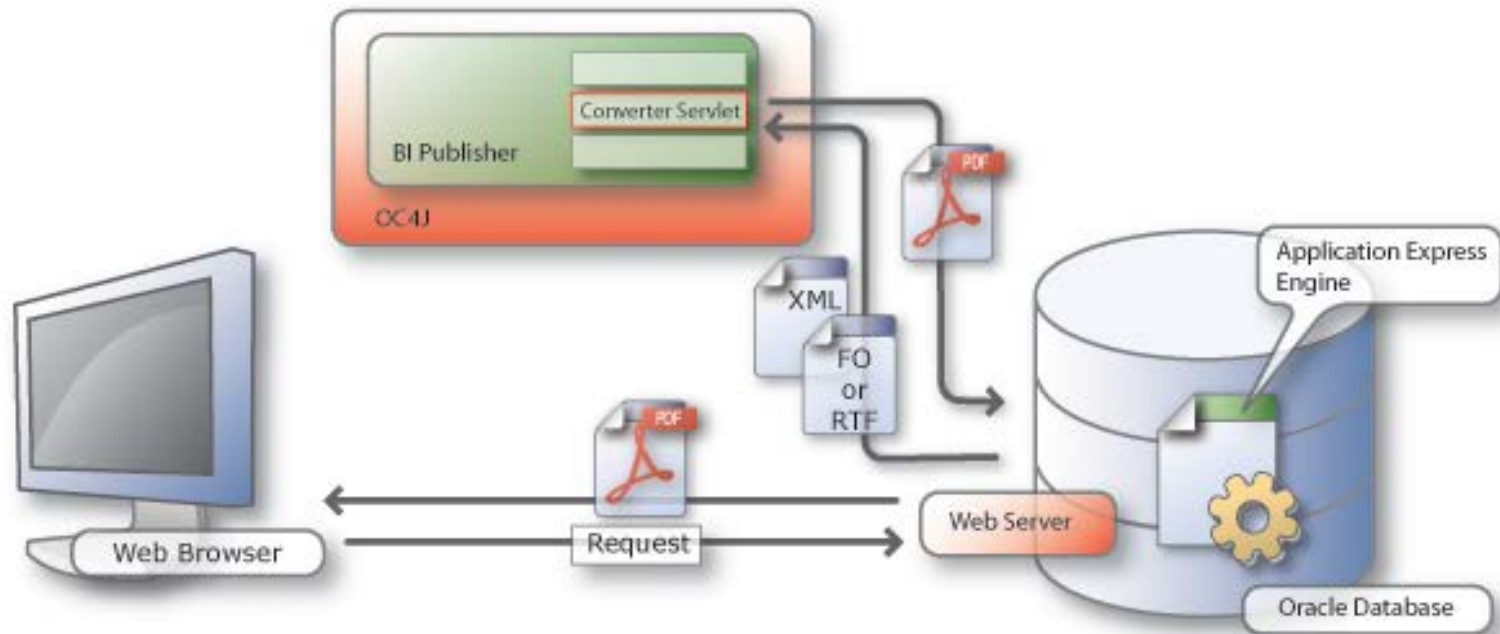 Converter Servlet
BI Publisher
OC4J
PDF
Application Express
Engine
XML
FO
or
RTF
PDF
Web Server
Request
Web Browser
Oracle Database